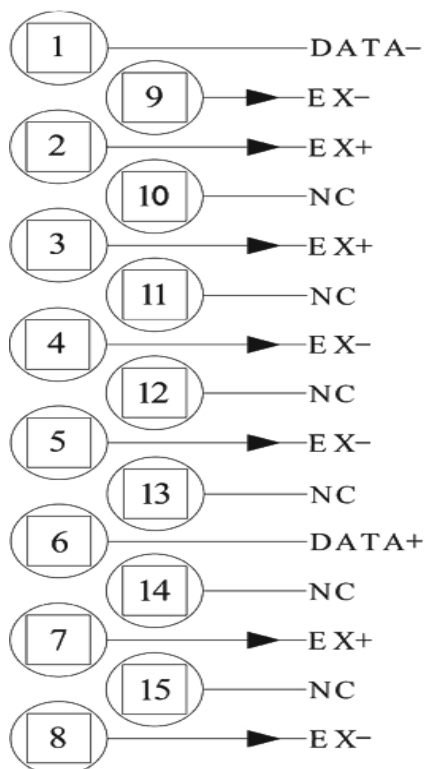 1 DATA-
9 EX-
2 EX+
10 NC
3 EX+
11 NC
4 EX-
12 NC
5 EX-
13 NC
6 DATA+
14 NC
7 EX+
15 NC
8 EX-